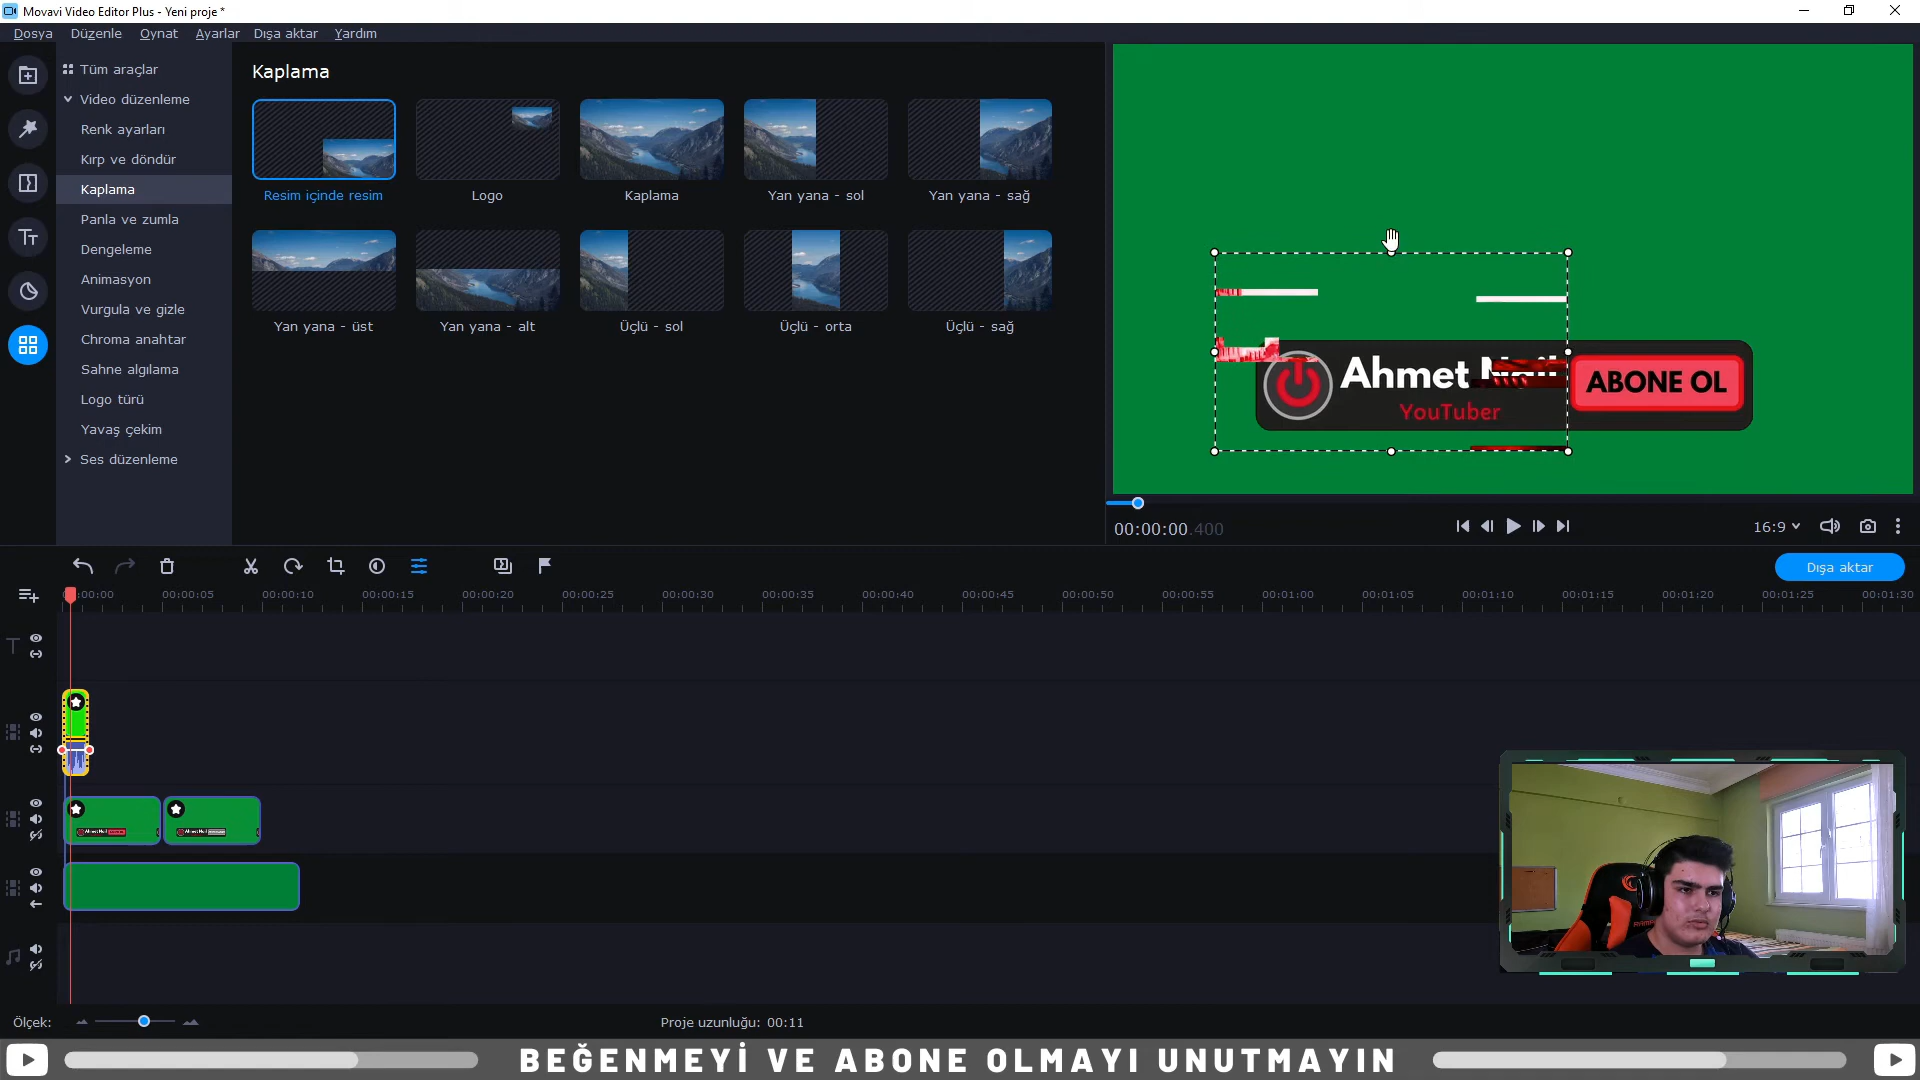 Movavi Video Editor Plus - Yeni proje *
Dosya Düzenle Oynat Ayarlar Dışa aktar Yardım
Tüm araçlar
Video düzenleme
Renk ayarları
Kırp ve döndür
Kaplama
Panla ve zumla
Dengeleme
Animasyon
Vurgula ve gizle
Chroma anahtar
Sahne algılama
Logo türü
Yavaş çekim
Ses düzenleme
Kaplama
Resim içinde resim
Logo
Kaplama
Yan yana - sol
Yan yana - sağ
Yan yana - üst
Yan yana - alt
Üçlü - sol
Üçlü - orta
Üçlü - sağ
Ahmet Nail
YouTuber
ABONE OL
00:00:00.400
16:9
Dışa aktar
:00:00 00:00:05 00:00:10 00:00:15 00:00:20 00:00:25 00:00:30 00:00:35 00:00:40 00:00:45 00:00:50 00:00:55 00:01:00 00:01:05 00:01:10 00:01:15 00:01:20 00:01:25 00:01:30
Ahmet Nail
Ahmet Nail
Ölçek:
Proje uzunluğu: 00:11
BEĞENMEYİ VE ABONE OLMAYI UNUTMAYIN